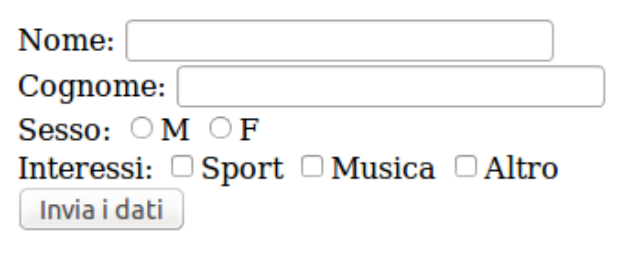 Nome:
Cognome:
Sesso: M F
Interessi: Sport Musica Altro
Invia i dati